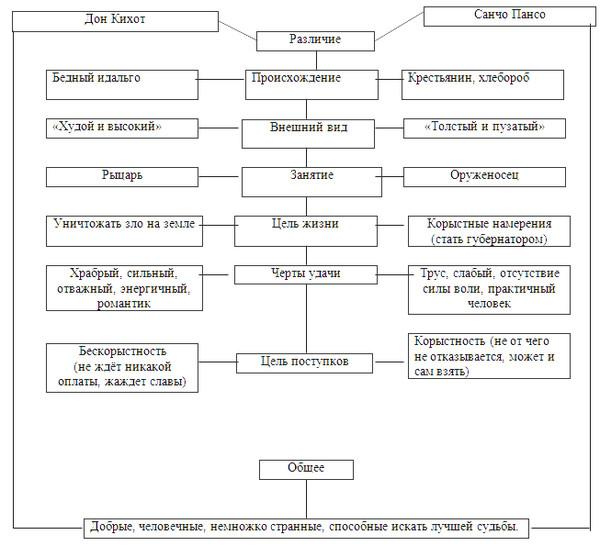 Дон Кихот
Санчо Пансо
Различие
Бедный идальго
Происхождение
Крестьянин, хлебороб
«Худой и высокий»
Внешний вид
«Толстый и пузатый»
Рыцарь
Занятие
Оруженосец
Уничтожать зло на земле
Цель жизни
Корыстные намерения
(стать губернатором)
Храбрый, сильный,
отважный, энергичный,
романтик
Черты удачи
Трус, слабый, отсутствие
силы воли, практичный
человек
Бескорыстность
(не ждёт никакой
оплаты, жаждет славы)
Цель поступков
Корыстность (не от чего
не отказывается, может и
сам взять)
Общее
Добрые, человечные, немножко странные, способные искать лучшей судьбы.